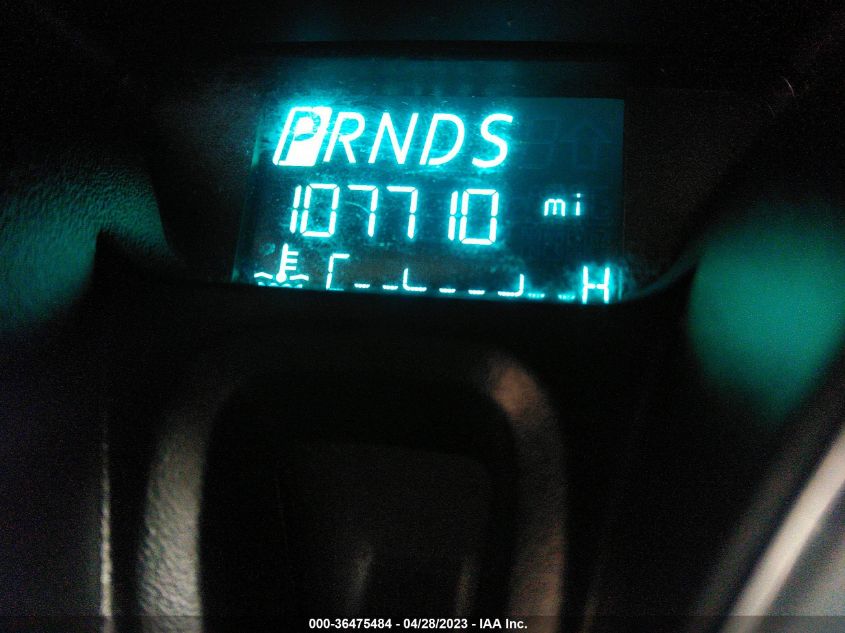 PRNDS
107710 mi
C H
000-36475484 - 04/28/2023 - IAA Inc.